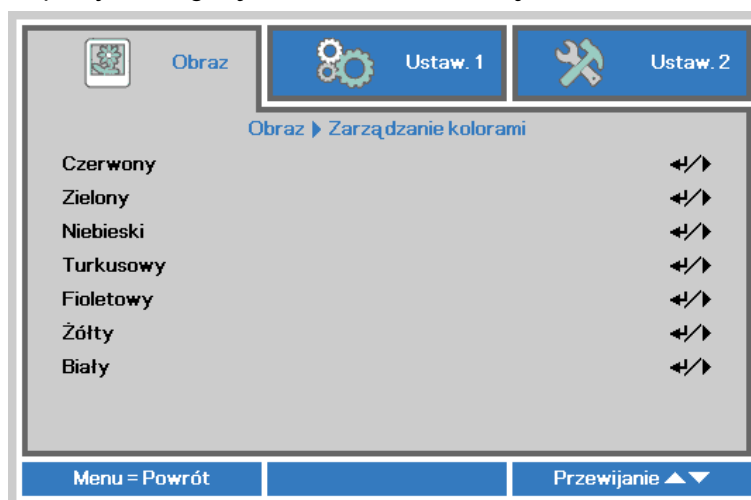 Obraz
Ustaw. 1
Ustaw. 2
Obraz ▶ Zarządzanie kolorami
Czerwony ↵/▶
Zielony ↵/▶
Niebieski ↵/▶
Turkusowy ↵/▶
Fioletowy ↵/▶
Żółty ↵/▶
Biały ↵/▶
Menu = Powrót
Przewijanie ▲▼